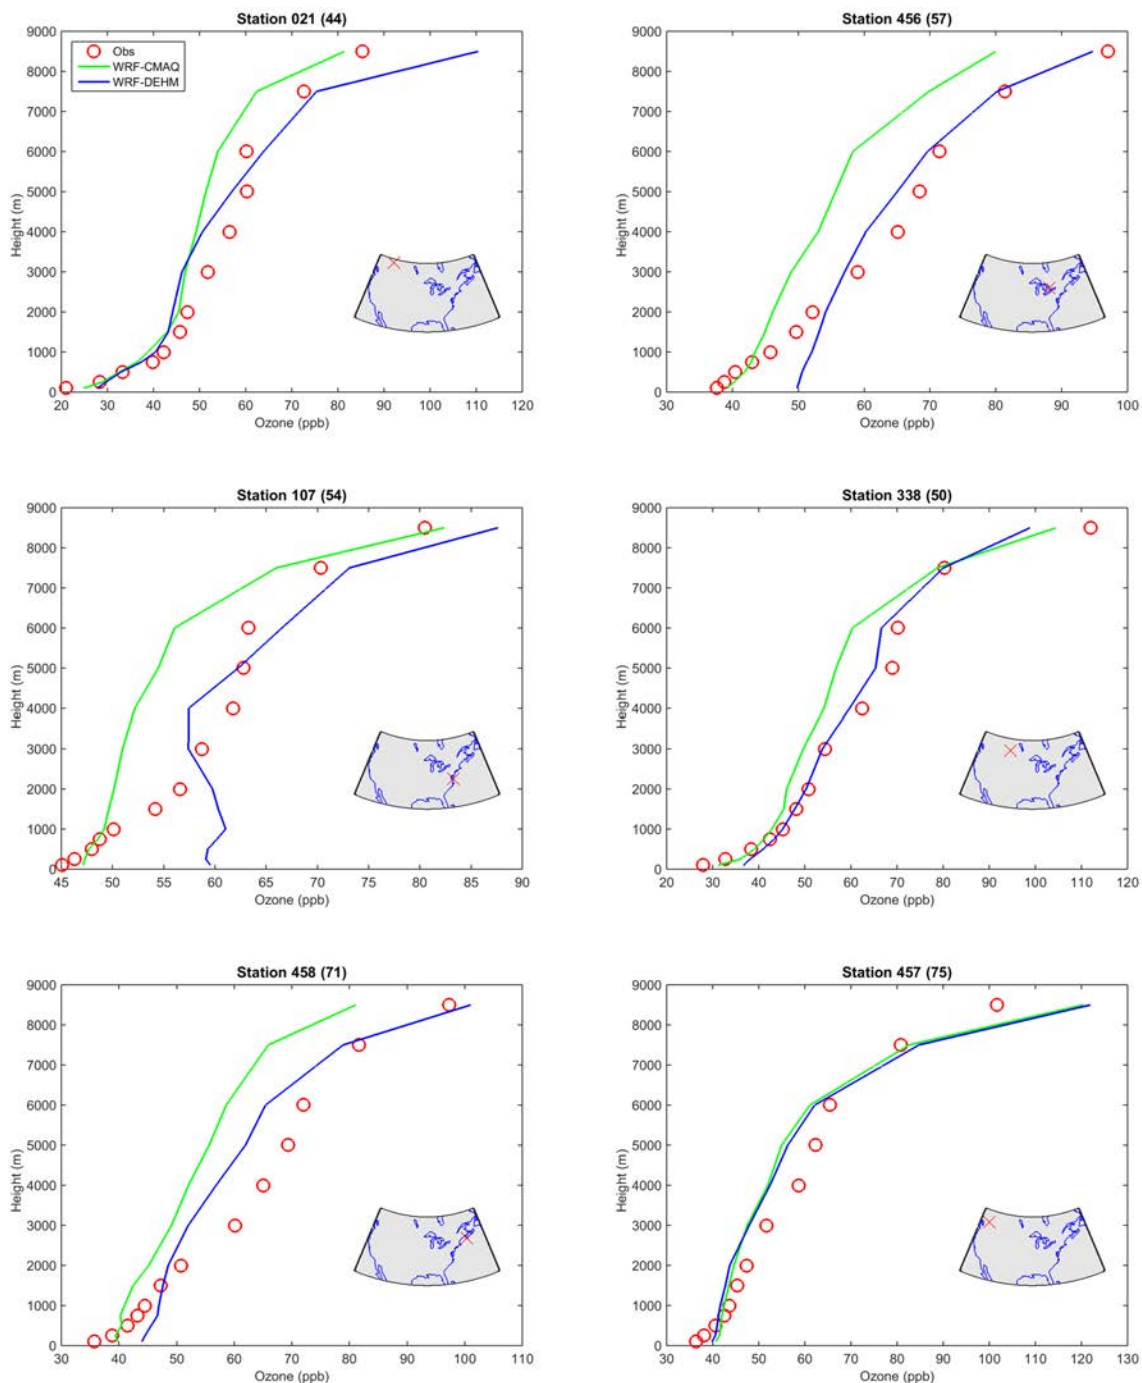 Station 021 (44)
9000
8000
7000
6000
5000
4000
3000
2000
1000
0
Height (m)
Obs
WRF-CMAQ
WRF-DEHM
20 30 40 50 60 70 80 90 100 110 120
Ozone (ppb)
Station 456 (57)
9000
8000
7000
6000
5000
4000
3000
2000
1000
0
Height (m)
30 40 50 60 70 80 90 100
Ozone (ppb)
Station 107 (54)
9000
8000
7000
6000
5000
4000
3000
2000
1000
0
Height (m)
45 50 55 60 65 70 75 80 85 90
Ozone (ppb)
Station 338 (50)
9000
8000
7000
6000
5000
4000
3000
2000
1000
0
Height (m)
20 30 40 50 60 70 80 90 100 110 120
Ozone (ppb)
Station 458 (71)
9000
8000
7000
6000
5000
4000
3000
2000
1000
0
Height (m)
30 40 50 60 70 80 90 100 110
Ozone (ppb)
Station 457 (75)
9000
8000
7000
6000
5000
4000
3000
2000
1000
0
Height (m)
30 40 50 60 70 80 90 100 110 120 130
Ozone (ppb)